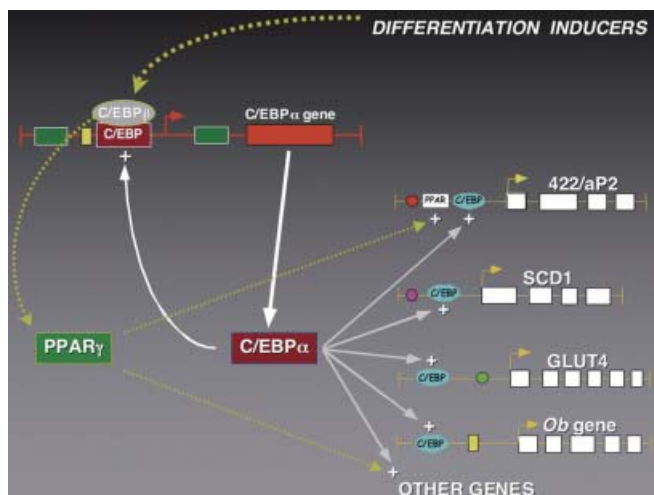 DIFFERENTIATION INDUCERS
C/EBPβ
C/EBP
C/EBPα gene
+
422/aP2
PPAR
C/EBP
+
+
SCD1
C/EBP
+
PPARγ
C/EBPα
GLUT4
+
C/EBP
Ob gene
+
C/EBP
+
OTHER GENES